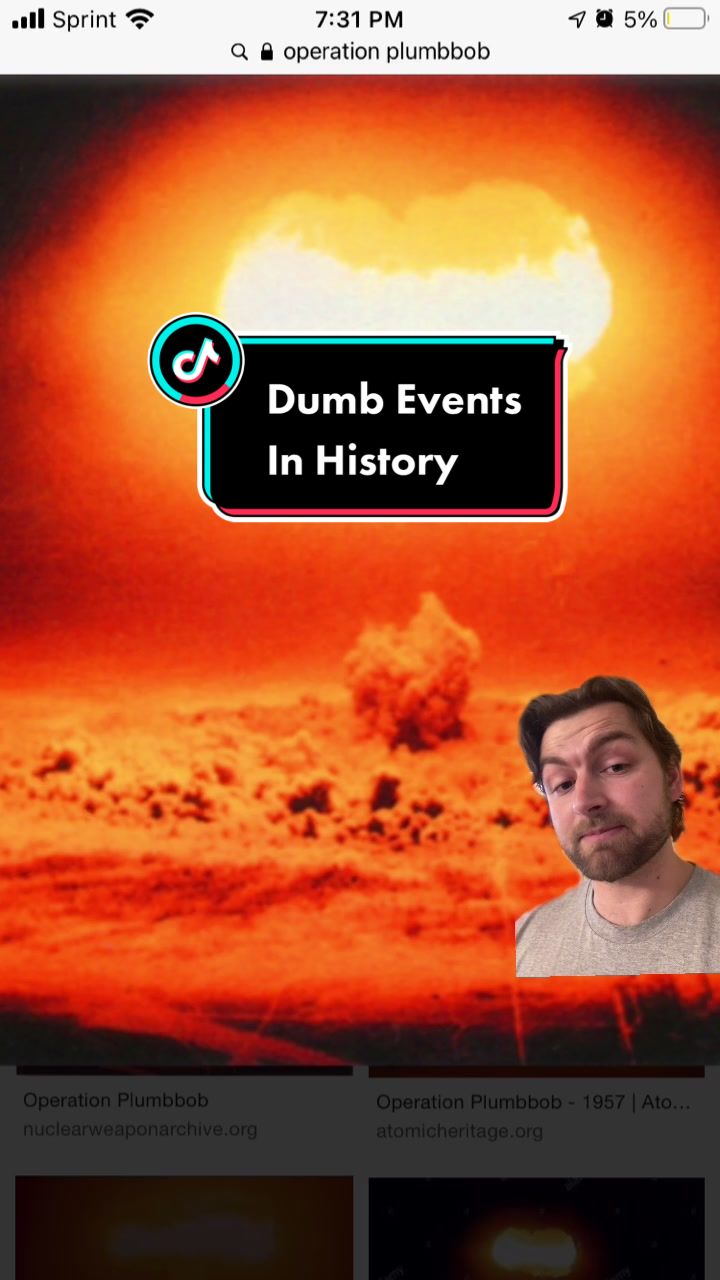 Sprint
7:31 PM
5%
operation plumbbob
Dumb Events
In History
Operation Plumbbob
nuclearweaponarchive.org
Operation Plumbbob - 1957 | Ato...
atomicheritage.org